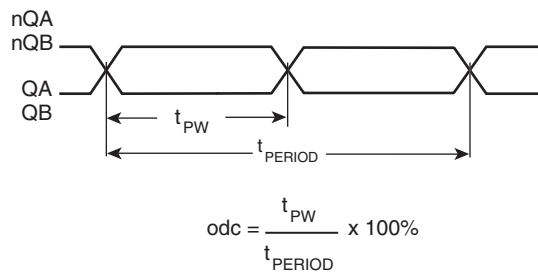 nQA
nQB
QA
QB
tPW
tPERIOD
odc = tPW / tPERIOD x 100%